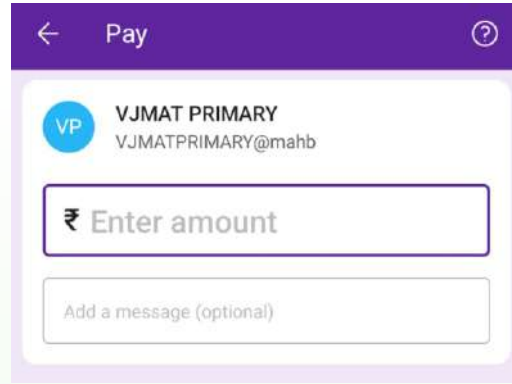 Pay
VP
VJMAT PRIMARY
VJMATPRIMARY@mahb
₹ Enter amount
Add a message (optional)